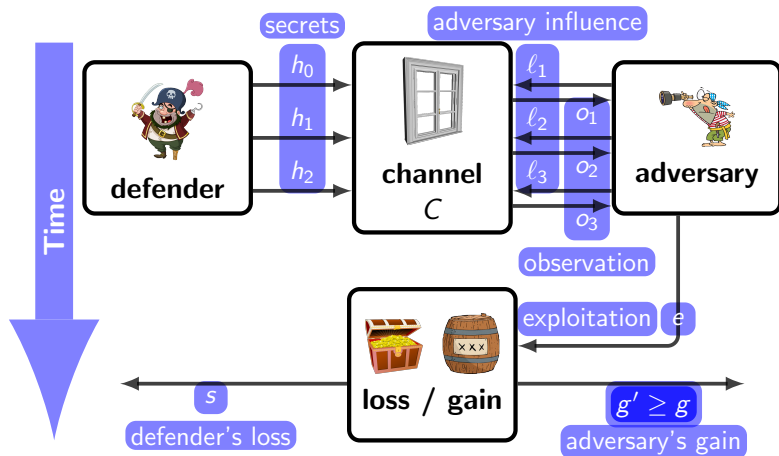 secrets
adversary influence
h₀
ℓ₁
h₁
o₁
ℓ₂
h₂
o₂
ℓ₃
o₃
defender
channel
C
adversary
Time
observation
exploitation
e
x x x
loss / gain
s
g′ ≥ g
defender's loss
adversary's gain